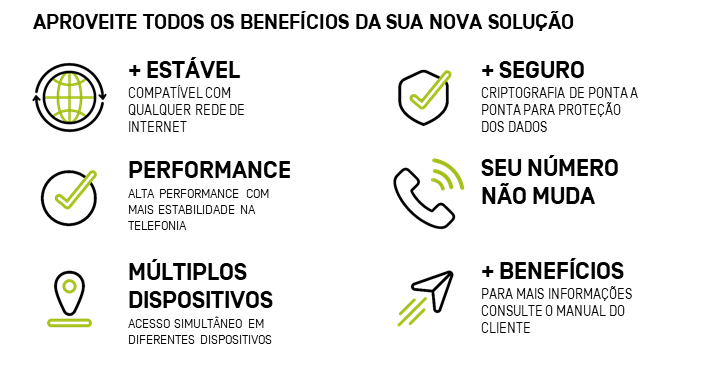 APROVEITE TODOS OS BENEFÍCIOS DA SUA NOVA SOLUÇÃO
+ ESTÁVEL
COMPATÍVEL COM
QUALQUER REDE DE
INTERNET
+ SEGURO
CRIPTOGRAFIA DE PONTA A
PONTA PARA PROTEÇÃO
DOS DADOS
PERFORMANCE
ALTA PERFORMANCE COM
MAIS ESTABILIDADE NA
TELEFONIA
SEU NÚMERO
NÃO MUDA
MÚLTIPLOS
DISPOSITIVOS
ACESSO SIMULTÂNEO EM
DIFERENTES DISPOSITIVOS
+ BENEFÍCIOS
PARA MAIS INFORMAÇÕES
CONSULTE O MANUAL DO
CLIENTE